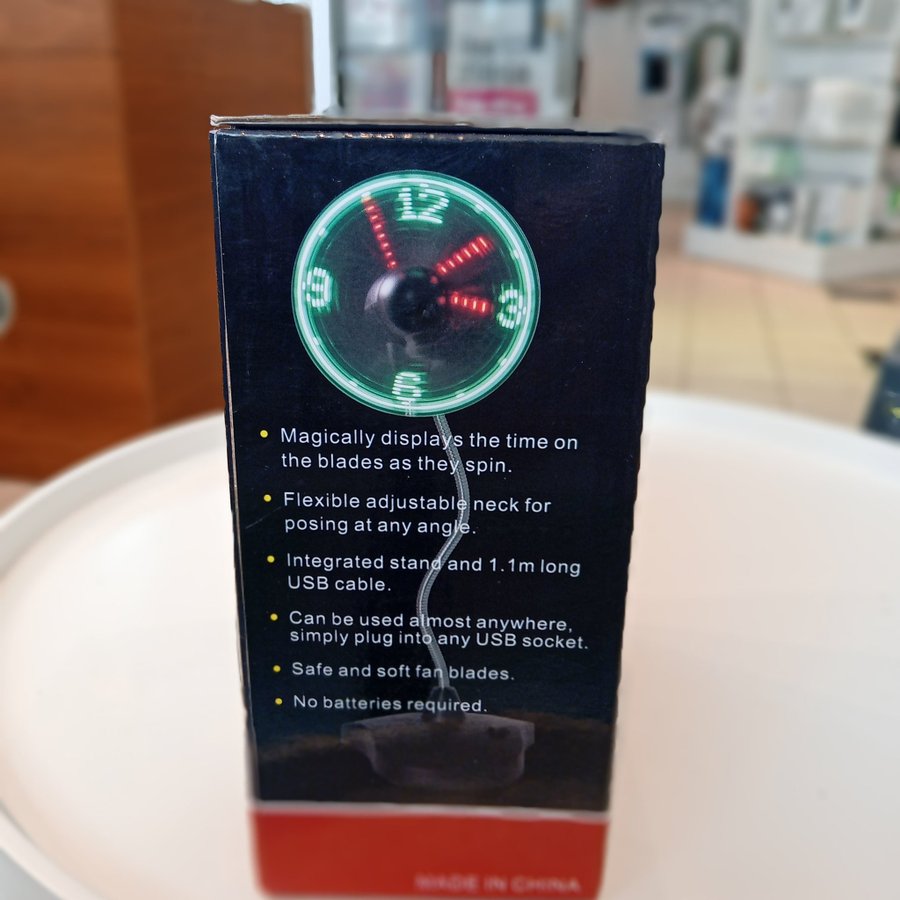 12
9 3
6
Magically displays the time on
the blades as they spin.
Flexible adjustable neck for
posing at any angle.
Integrated stand and 1.1m long
USB cable.
Can be used almost anywhere,
simply plug into any USB socket.
Safe and soft fan blades.
No batteries required.
MADE IN CHINA